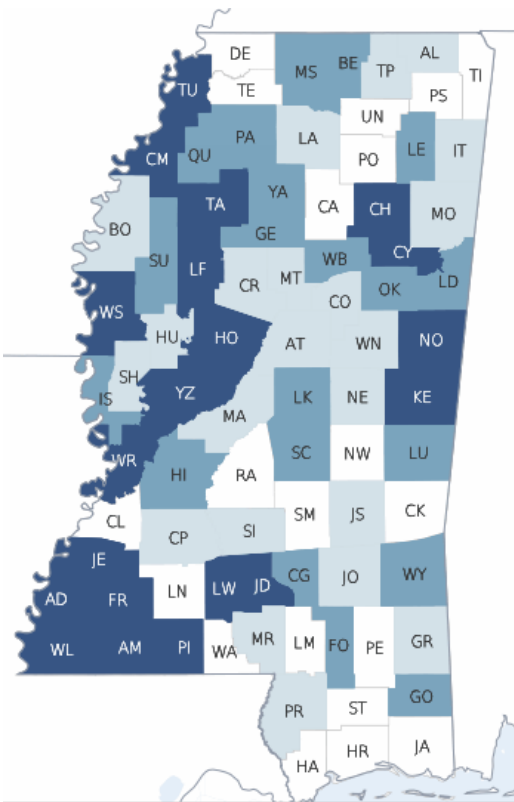 DE
AL
TI
MS
BE
TP
TU
TE
PS
UN
PA
LA
LE
IT
QU
CM
PO
YA
TA
CA
CH
MO
BO
GE
SU
LF
WB
CY
LD
CR
MT
OK
CO
WS
HU
HO
AT
WN
NO
SH
YZ
IS
LK
NE
KE
MA
WR
HI
RA
SC
NW
LU
CL
CP
SI
SM
JS
CK
JE
AD
FR
LN
LW
JD
CG
JO
WY
WL
AM
PI
WA
MR
LM
FO
PE
GR
PR
ST
GO
HA
HR
JA